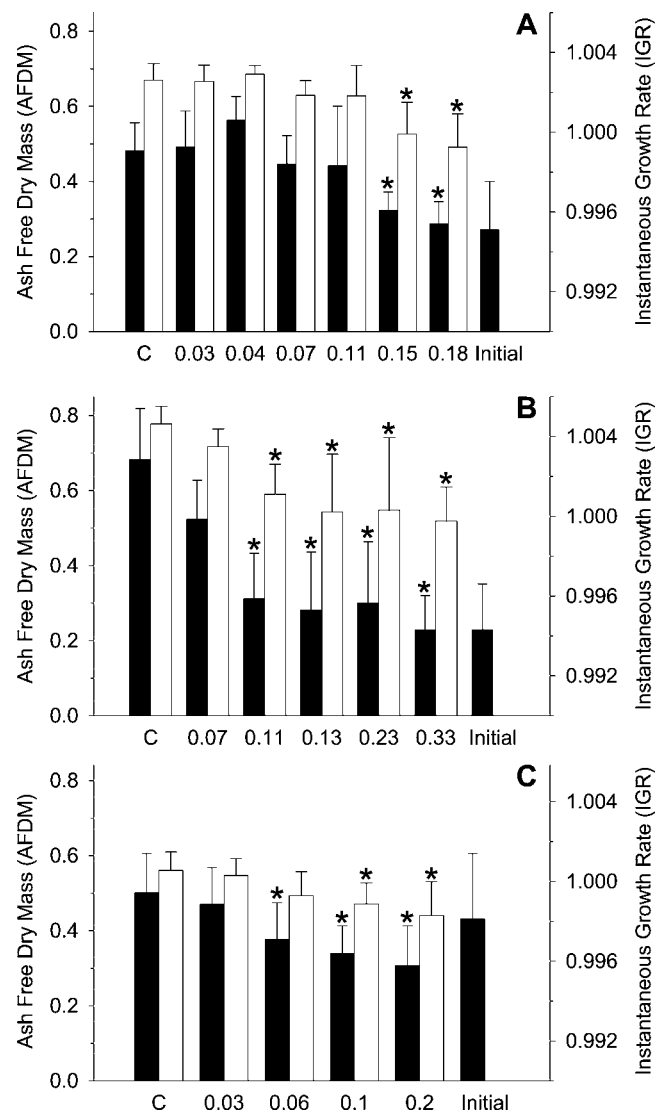 A
Ash Free Dry Mass (AFDM)
0.8
0.6
0.4
0.2
0.0
1.004
1.000
0.996
0.992
Instantaneous Growth Rate (IGR)
* * * *
C 0.03 0.04 0.07 0.11 0.15 0.18 Initial
B
Ash Free Dry Mass (AFDM)
0.8
0.6
0.4
0.2
0.0
1.004
1.000
0.996
0.992
Instantaneous Growth Rate (IGR)
* * * * * * * *
C 0.07 0.11 0.13 0.23 0.33 Initial
C
Ash Free Dry Mass (AFDM)
0.8
0.6
0.4
0.2
0.0
1.004
1.000
0.996
0.992
Instantaneous Growth Rate (IGR)
* * * * *
C 0.03 0.06 0.1 0.2 Initial